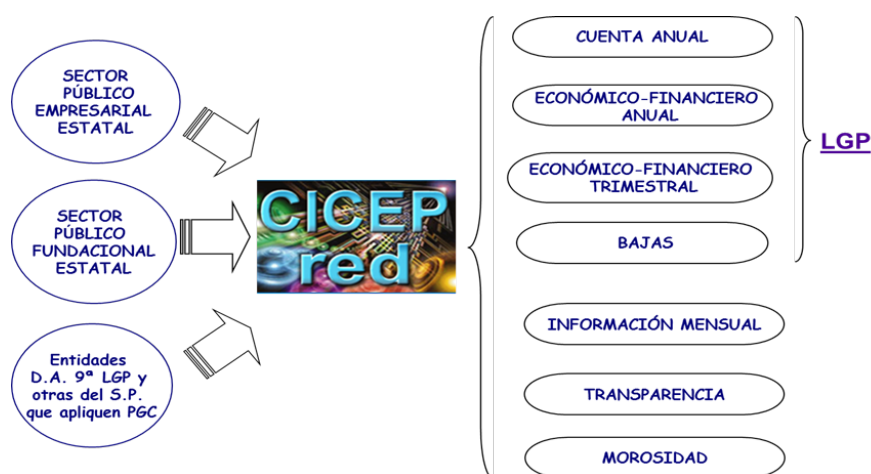 SECTOR
PÚBLICO
EMPRESARIAL
ESTATAL
SECTOR
PÚBLICO
FUNDACIONAL
ESTATAL
Entidades
D.A. 9ª LGP y
otras del S.P.
que apliquen PGC
CICEP
red
CUENTA ANUAL
ECONÓMICO-FINANCIERO
ANUAL
ECONÓMICO-FINANCIERO
TRIMESTRAL
BAJAS
INFORMACIÓN MENSUAL
TRANSPARENCIA
MOROSIDAD
LGP